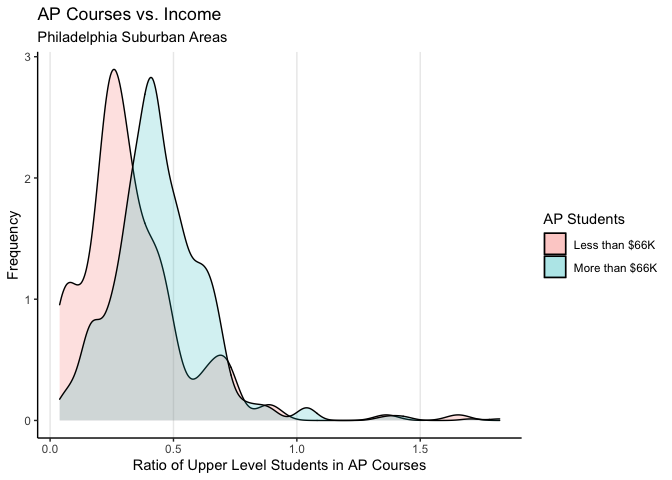 AP Courses vs. Income
Philadelphia Suburban Areas
3
2
1
0
Frequency
0.0 0.5 1.0 1.5
Ratio of Upper Level Students in AP Courses
AP Students
Less than $66K
More than $66K